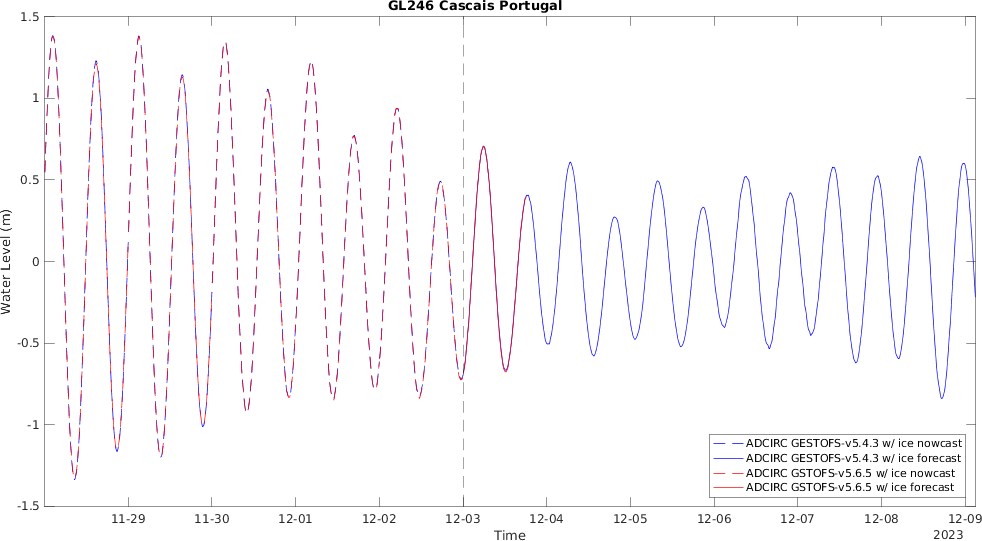 GL246 Cascais Portugal
1.5
1
0.5
0
-0.5
-1
-1.5
Water Level (m)
11-29 11-30 12-01 12-02 12-03 12-04 12-05 12-06 12-07 12-08 12-09
Time
2023
ADCIRC GESTOFS-v5.4.3 w/ ice nowcast
ADCIRC GESTOFS-v5.4.3 w/ ice forecast
ADCIRC GSTOFS-v5.6.5 w/ ice nowcast
ADCIRC GSTOFS-v5.6.5 w/ ice forecast